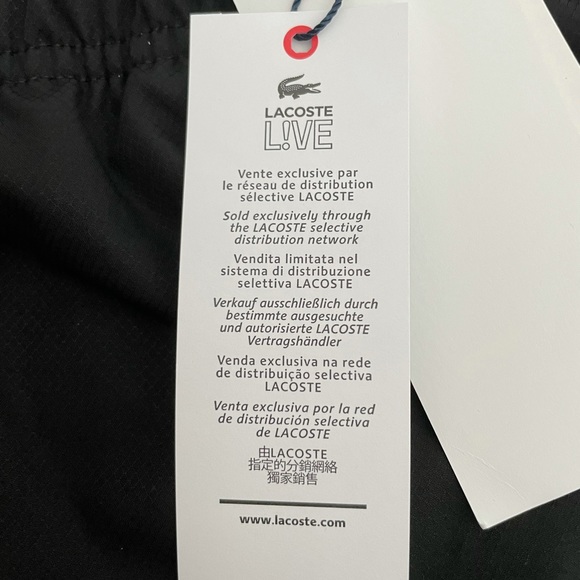 LACOSTE
L!VE
Vente exclusive par
le réseau de distribution
sélective LACOSTE
Sold exclusively through
the LACOSTE selective
distribution network
Vendita limitata nel
sistema di distribuzione
selettiva LACOSTE
Verkauf ausschließlich durch
bestimmte ausgesuchte
und autorisierte LACOSTE
Vertragshändler
Venda exclusiva na rede
de distribuição selectiva
LACOSTE
Venta exclusiva por la red
de distribución selectiva
de LACOSTE
由LACOSTE
指定的分銷網絡
獨家銷售
www.lacoste.com